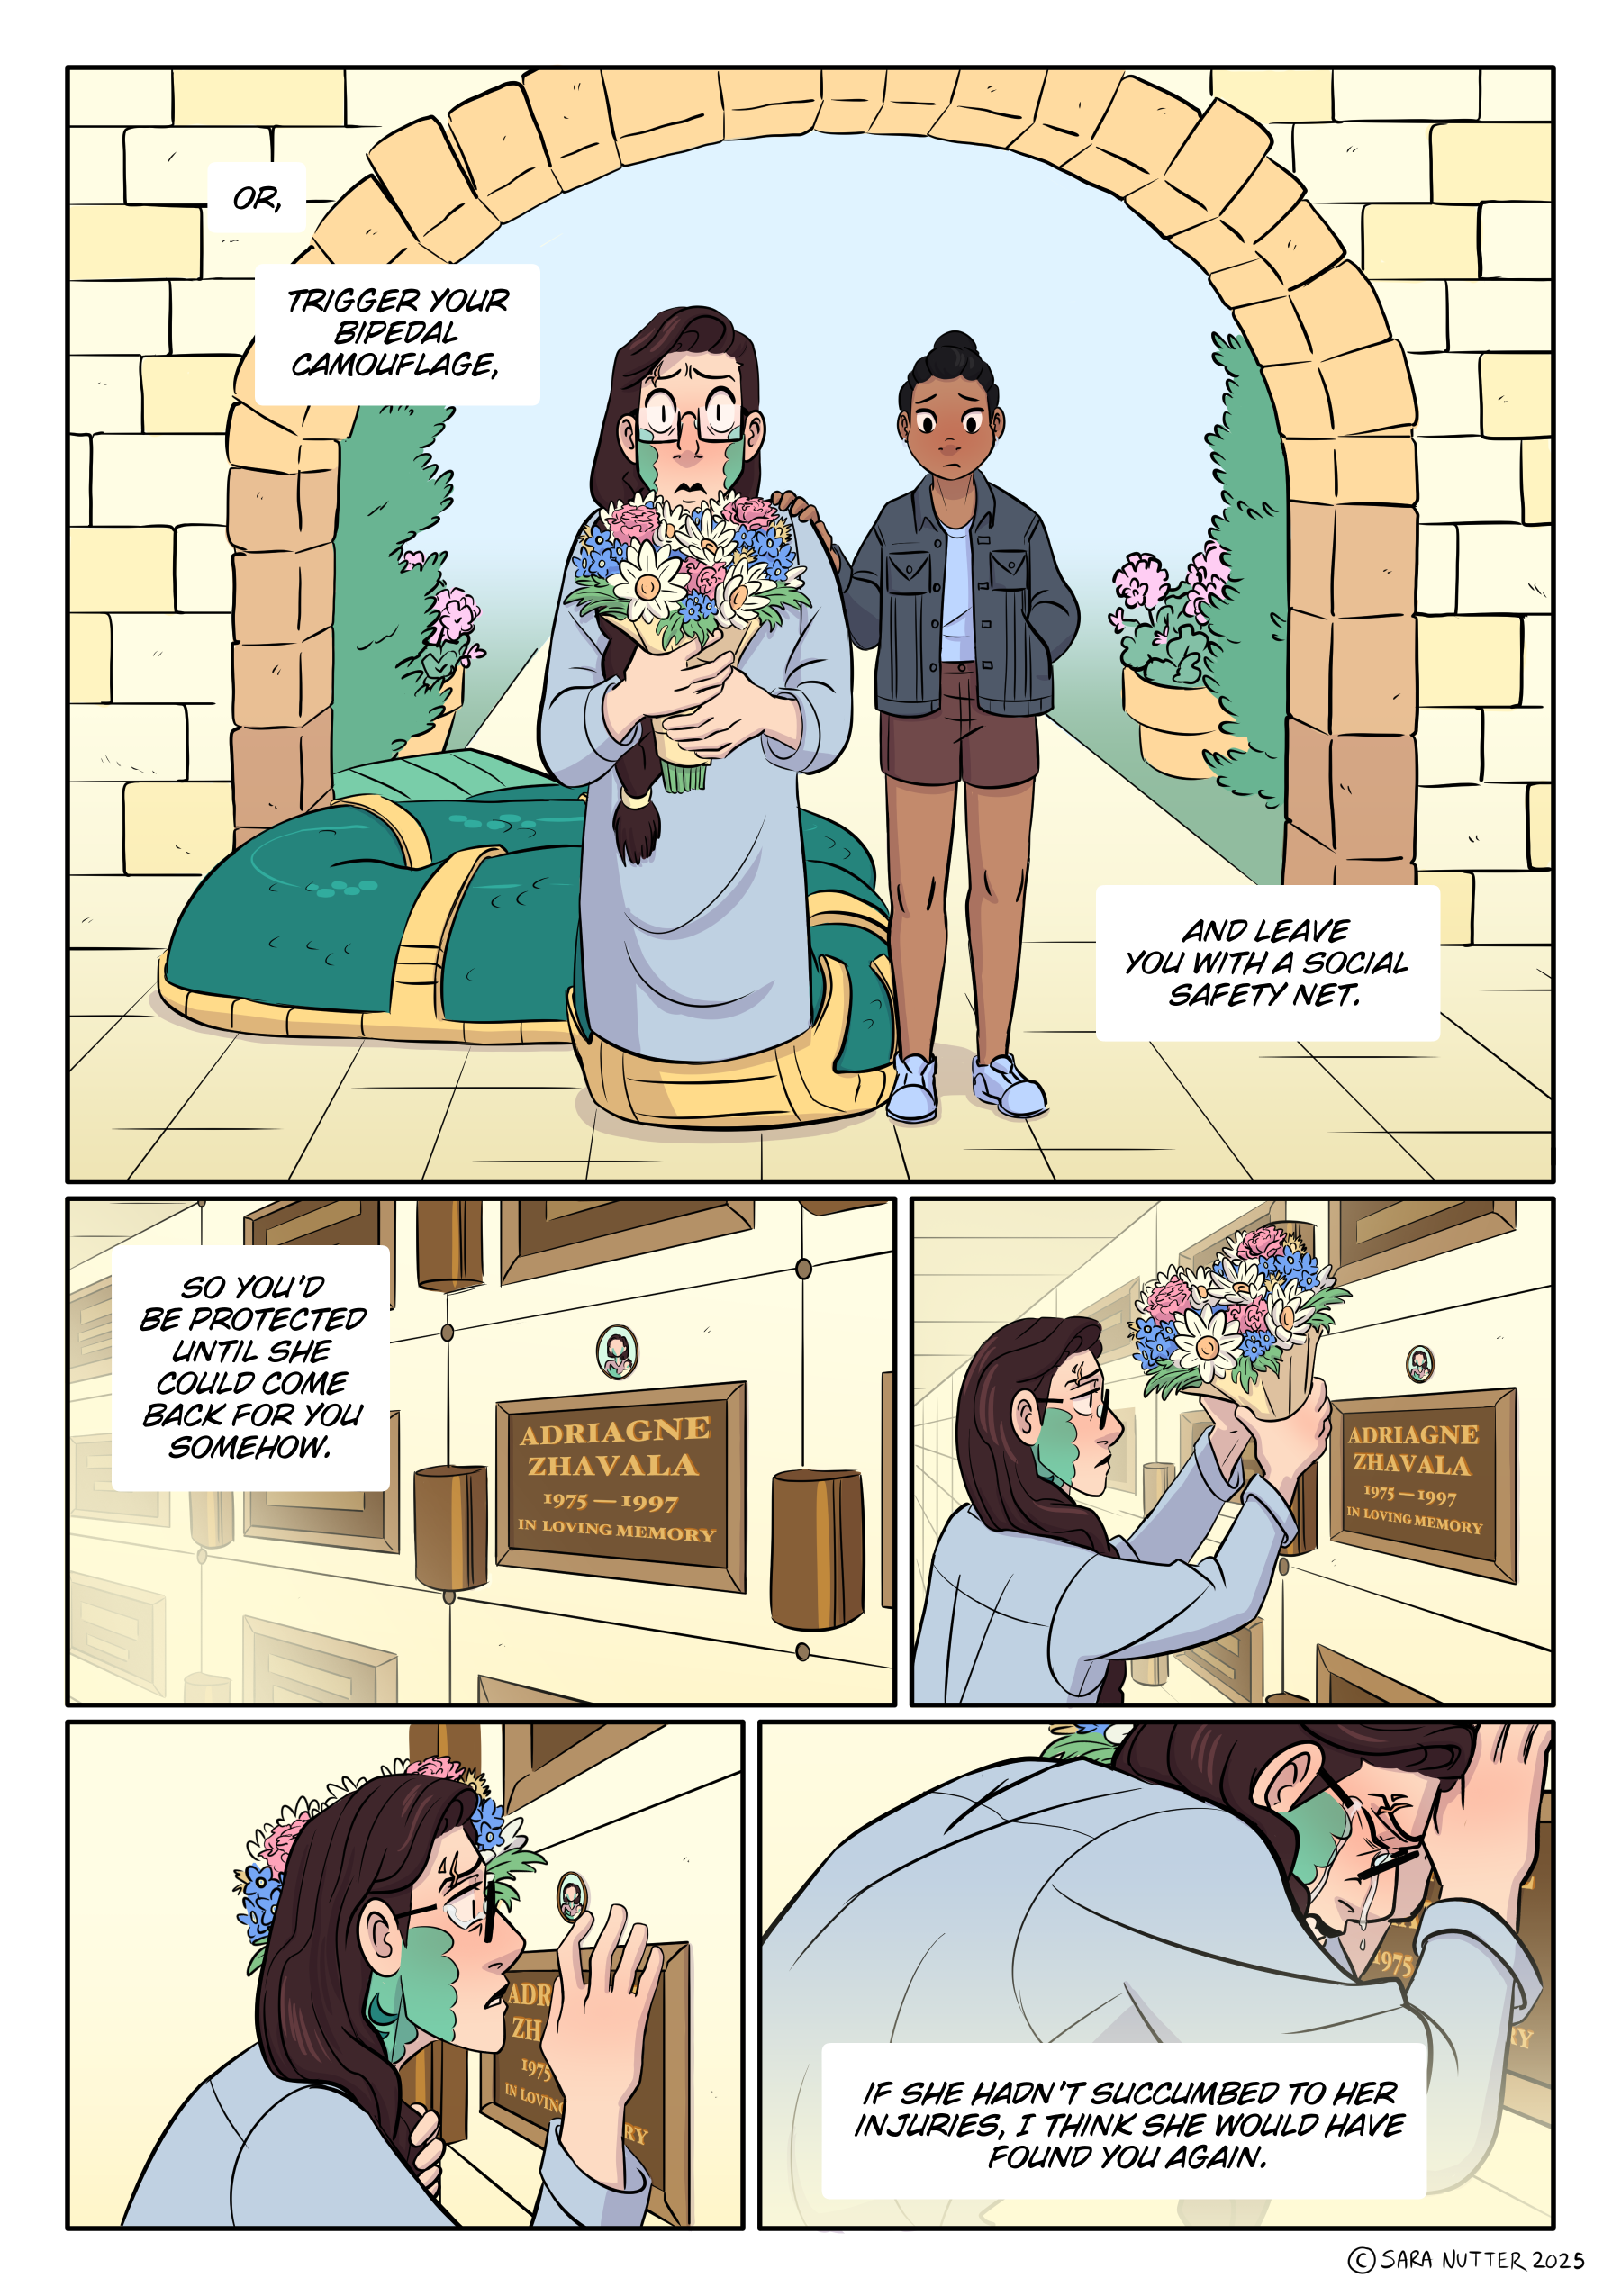 OR,
TRIGGER YOUR
BIPEDAL
CAMOUFLAGE,
AND LEAVE
YOU WITH A SOCIAL
SAFETY NET.
SO YOU'D
BE PROTECTED
UNTIL SHE
COULD COME
BACK FOR YOU
SOMEHOW.
ADRIAGNE
ZHAVALA
1975 — 1997
IN LOVING MEMORY
ADRIAGNE
ZHAVALA
1975 — 1997
IN LOVING MEMORY
ADR
ZH
1975
IN LOVING
RY
1975
RY
IF SHE HADN'T SUCCUMBED TO HER
INJURIES, I THINK SHE WOULD HAVE
FOUND YOU AGAIN.
© SARA NUTTER 2025